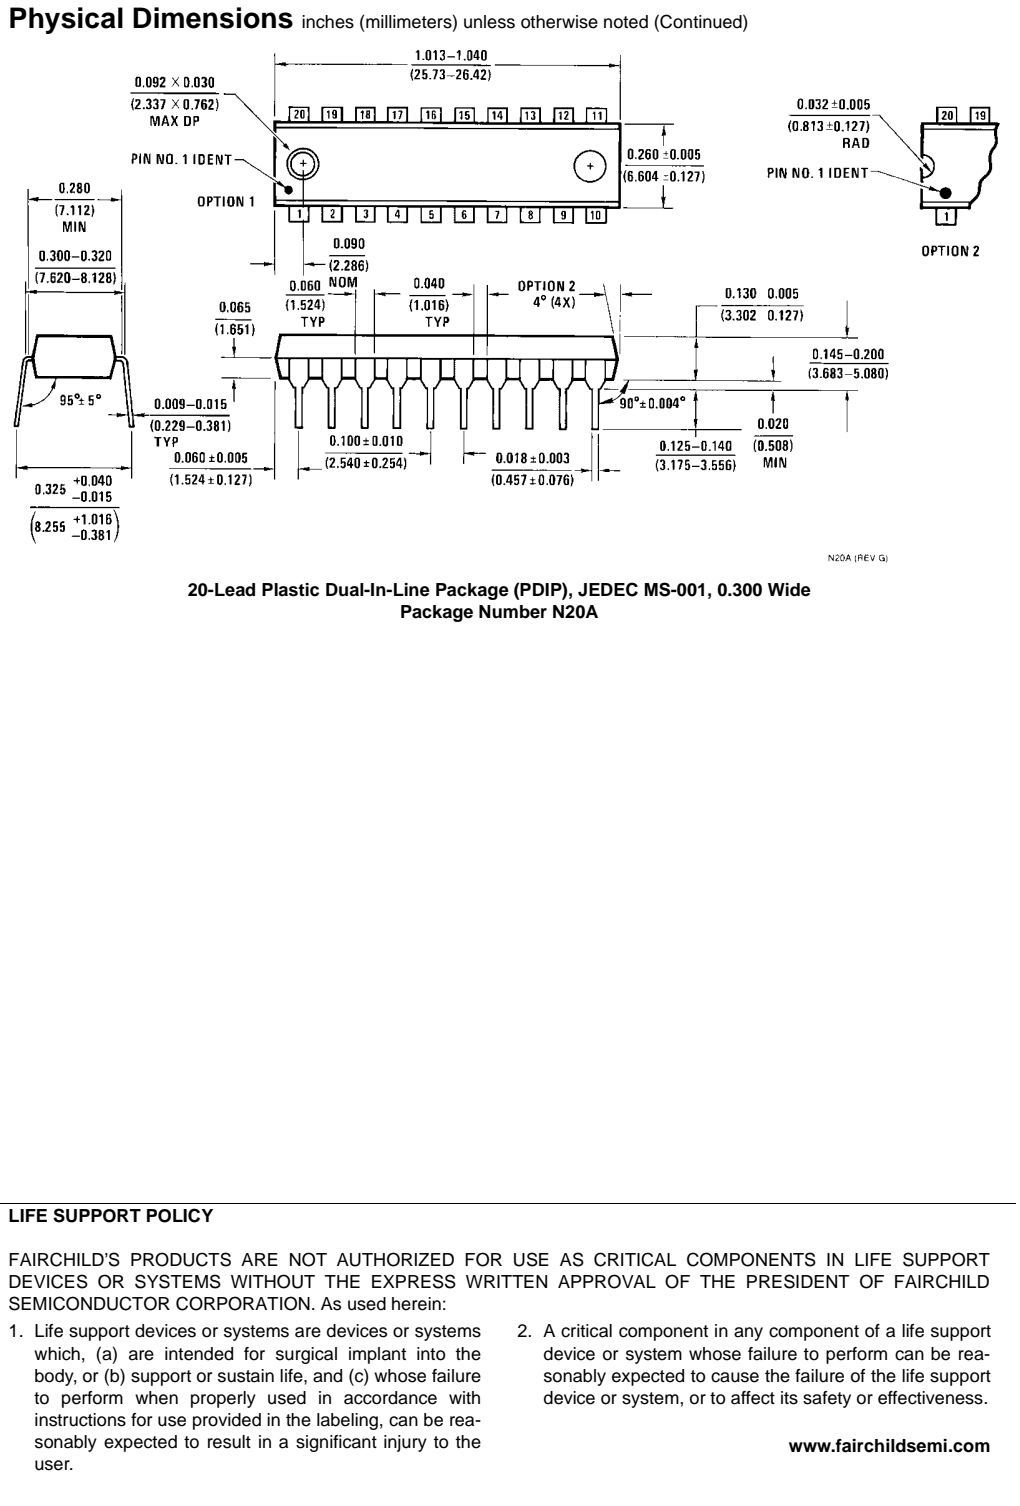 Physical Dimensions inches (millimeters) unless otherwise noted (Continued)
1.013–1.040
(25.73–26.42)
0.092 × 0.030
(2.337 × 0.762)
MAX DP
20 19 18 17 16 15 14 13 12 11
0.032 ±0.005
(0.813 ±0.127)
RAD
20 19
PIN NO. 1 IDENT
0.260 ±0.005
(6.604 ±0.127)
PIN NO. 1 IDENT
OPTION 1
1 2 3 4 5 6 7 8 9 10
1
OPTION 2
0.280
(7.112)
MIN
0.300–0.320
(7.620–8.128)
0.090
(2.286)
NOM
0.060
(1.524)
TYP
0.040
(1.016)
TYP
OPTION 2
4° (4X)
0.130 0.005
(3.302 0.127)
0.065
(1.651)
0.145–0.200
(3.683–5.080)
95°± 5°
0.009–0.015
(0.229–0.381)
TYP
90°±0.004°
0.020
(0.508)
MIN
0.100 ±0.010
(2.540 ±0.254)
0.125–0.140
(3.175–3.556)
0.060 ±0.005
(1.524 ±0.127)
0.018 ±0.003
(0.457 ±0.076)
0.325 +0.040
–0.015
(8.255 +1.016
–0.381)
N20A (REV G)
20-Lead Plastic Dual-In-Line Package (PDIP), JEDEC MS-001, 0.300 Wide
Package Number N20A
LIFE SUPPORT POLICY
FAIRCHILD'S PRODUCTS ARE NOT AUTHORIZED FOR USE AS CRITICAL COMPONENTS IN LIFE SUPPORT
DEVICES OR SYSTEMS WITHOUT THE EXPRESS WRITTEN APPROVAL OF THE PRESIDENT OF FAIRCHILD
SEMICONDUCTOR CORPORATION. As used herein:
1. Life support devices or systems are devices or systems
which, (a) are intended for surgical implant into the
body, or (b) support or sustain life, and (c) whose failure
to perform when properly used in accordance with
instructions for use provided in the labeling, can be rea-
sonably expected to result in a significant injury to the
user.
2. A critical component in any component of a life support
device or system whose failure to perform can be rea-
sonably expected to cause the failure of the life support
device or system, or to affect its safety or effectiveness.
www.fairchildsemi.com